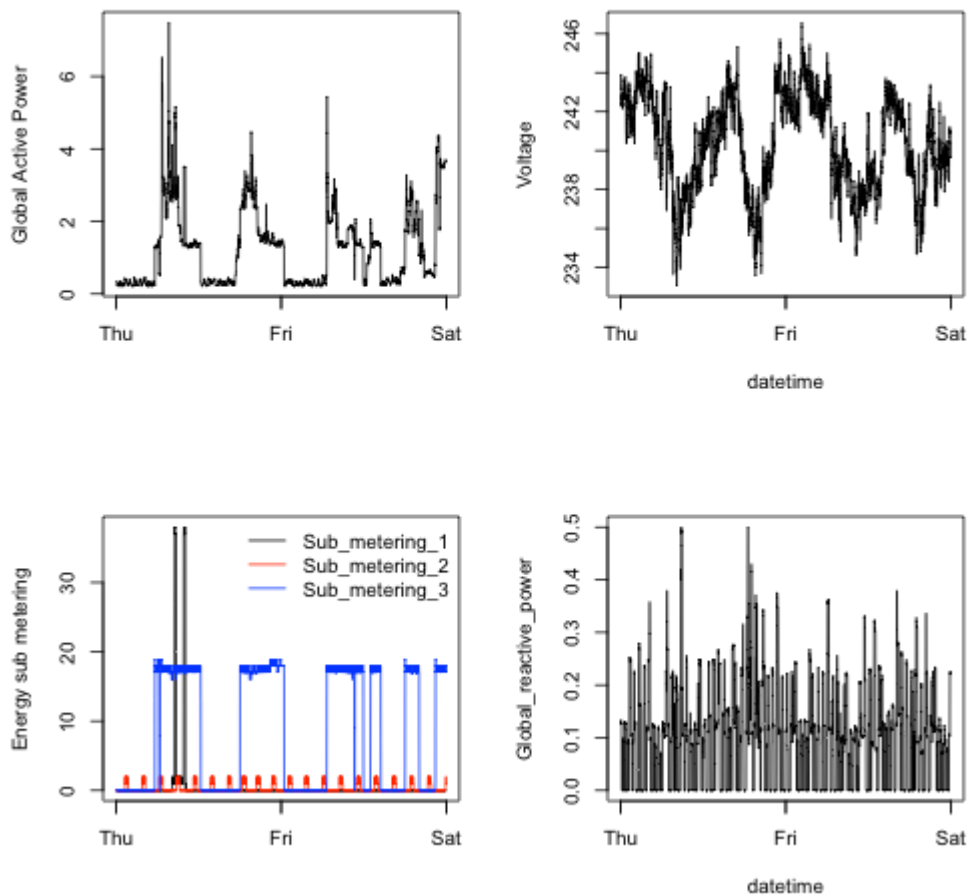 Global Active Power
6
4
2
0
Thu Fri Sat
Voltage
246
242
238
234
Thu Fri Sat
datetime
Energy sub metering
30
20
10
0
Sub_metering_1
Sub_metering_2
Sub_metering_3
Thu Fri Sat
Global_reactive_power
0.5
0.4
0.3
0.2
0.1
0.0
Thu Fri Sat
datetime